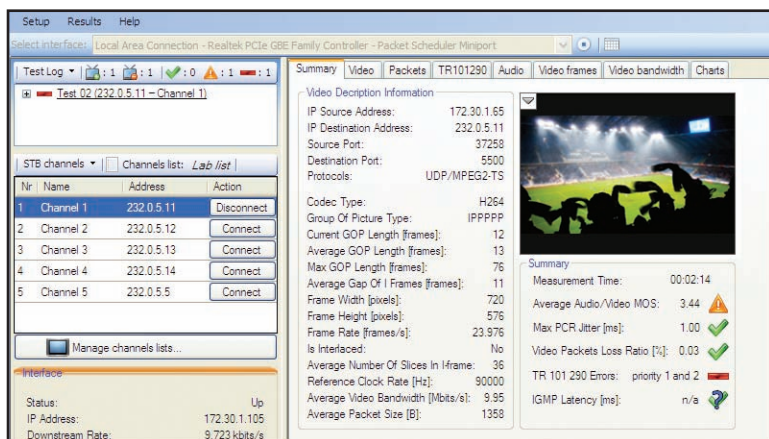 Setup Results Help
Select interface: Local Area Connection - Realtek PCIe GBE Family Controller - Packet Scheduler Miniport
Test Log : 1 : 1 : 0 : 1 : 1
Test 02 (232.0.5.11 – Channel 1)
STB channels Channels list: Lab list
Nr Name Address Action
1 Channel 1 232.0.5.11 Disconnect
2 Channel 2 232.0.5.12 Connect
3 Channel 3 232.0.5.13 Connect
4 Channel 4 232.0.5.14 Connect
5 Channel 5 232.0.5.5 Connect
Manage channels lists...
Interface
Status: Up
IP Address: 172.30.1.105
Downstream Rate: 9.723 kbits/s
Summary Video Packets TR101290 Audio Video frames Video bandwidth Charts
Video Decription Information
IP Source Address: 172.30.1.65
IP Destination Address: 232.0.5.11
Source Port: 37258
Destination Port: 5500
Protocols: UDP/MPEG2-TS
Codec Type: H264
Group Of Picture Type: IPPPPP
Current GOP Length [frames]: 12
Average GOP Length [frames]: 13
Max GOP Length [frames]: 76
Average Gap Of I Frames [frames]: 11
Frame Width [pixels]: 720
Frame Height [pixels]: 576
Frame Rate [frames/s]: 23.976
Is Interlaced: No
Average Number Of Slices In I-frame: 36
Reference Clock Rate [Hz]: 90000
Average Video Bandwidth [Mbits/s]: 9.95
Average Packet Size [B]: 1358
Summary
Measurement Time: 00:02:14
Average Audio/Video MOS: 3.44
Max PCR Jitter [ms]: 1.00
Video Packets Loss Ratio [%]: 0.03
TR 101 290 Errors: priority 1 and 2
IGMP Latency [ms]: n/a